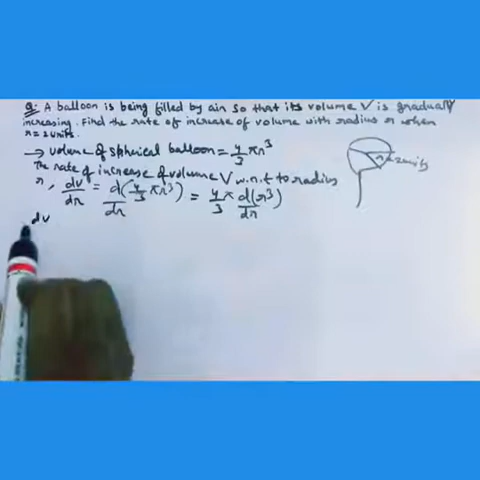 Q: A balloon is being filled by air so that its volume V is gradually
increasing. Find the rate of increase of volume with radius r when
r = 2 units.
→ volume of spherical balloon = 4/3 πr³
r = 2 units
The rate of increase of volume V w.r.t to radius
r, dv/dr = d(4/3 πr³)/dr = 4/3 π d(r³)/dr
dv